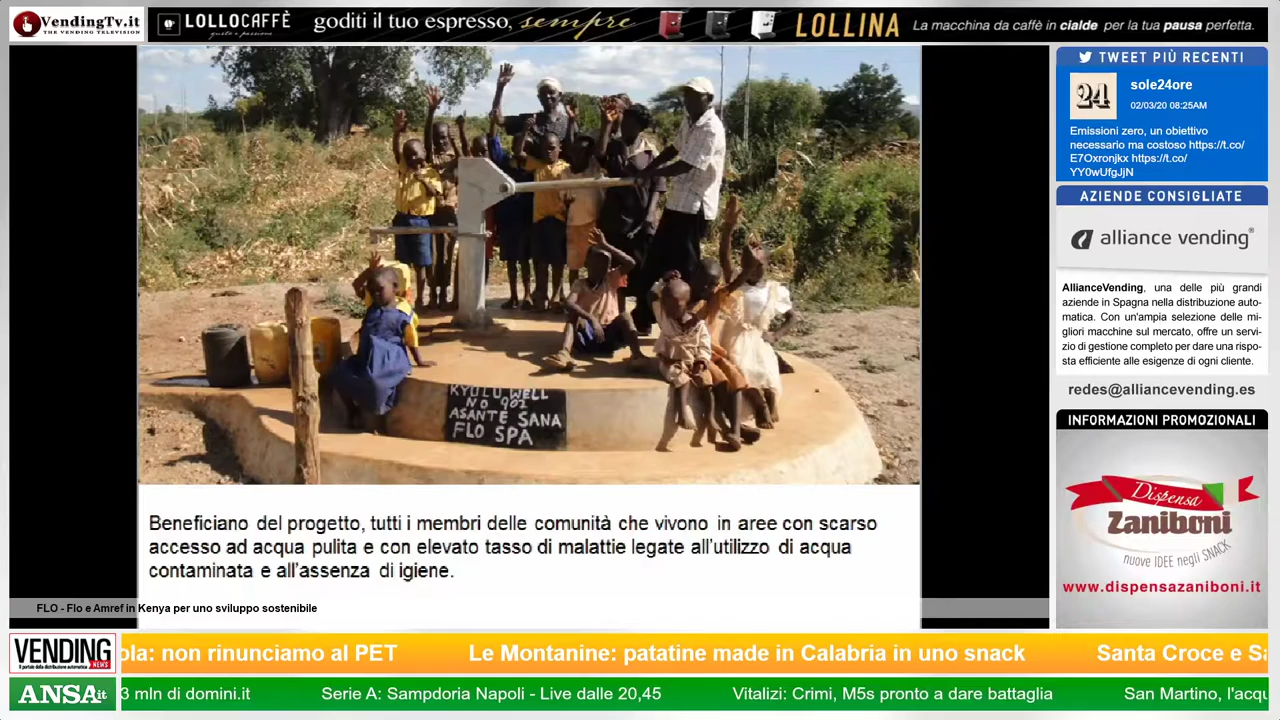 VendingTv.it
THE VENDING TELEVISION
LOLLOCAFFÈ
gusto e passione
goditi il tuo espresso, sempre
LOLLINA
La macchina da caffè in cialde per la tua pausa perfetta.
TWEET PIÙ RECENTI
24
sole24ore
02/03/20 08:25AM
Emissioni zero, un obiettivo
necessario ma costoso https://t.co/
E7Oxronjkx https://t.co/
YY0wUfgJjN
AZIENDE CONSIGLIATE
alliance vending®
AllianceVending, una delle più grandi
aziende in Spagna nella distribuzione auto-
matica. Con un'ampia selezione delle mi-
gliori macchine sul mercato, offre un servi-
zio di gestione completo per dare una rispo-
sta efficiente alle esigenze di ogni cliente.
redes@alliancevending.es
INFORMAZIONI PROMOZIONALI
Dispensa
Zaniboni
nuove IDEE negli SNACK
www.dispensazaniboni.it
KYULU WELL
NO 902
ASANTE SANA
FLO SPA
Beneficiano del progetto, tutti i membri delle comunità che vivono in aree con scarso
accesso ad acqua pulita e con elevato tasso di malattie legate all'utilizzo di acqua
contaminata e all'assenza di igiene.
FLO - Flo e Amref in Kenya per uno sviluppo sostenibile
VENDING
NEWS
Il portale della distribuzione automatica
ola: non rinunciamo al PET Le Montanine: patatine made in Calabria in uno snack Santa Croce e Sa
ANSA.it
3 mln di domini.it Serie A: Sampdoria Napoli - Live dalle 20,45 Vitalizi: Crimi, M5s pronto a dare battaglia San Martino, l'acqu